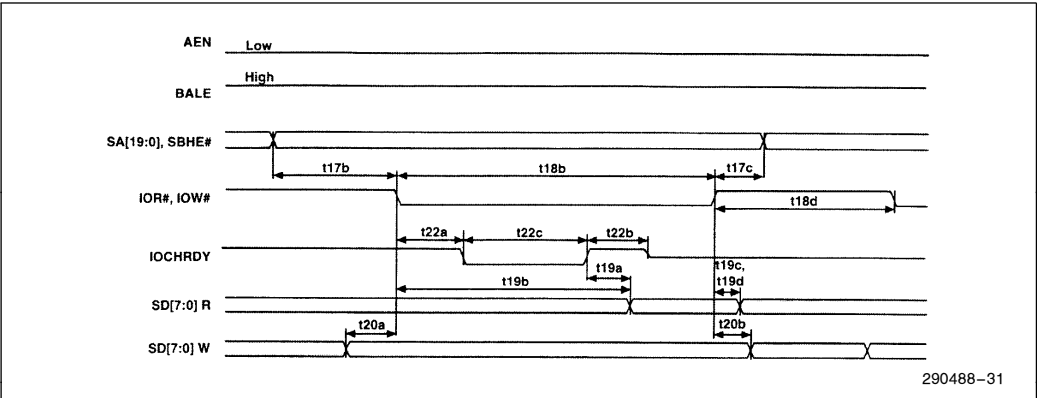 AEN Low
BALE High
SA[19:0], SBHE#
t17b t18b t17c
IOR#, IOW#
t18d
t22a t22c t22b
IOCHRDY
t19a t19c,
t19b t19d
SD[7:0] R
t20a t20b
SD[7:0] W
290488–31